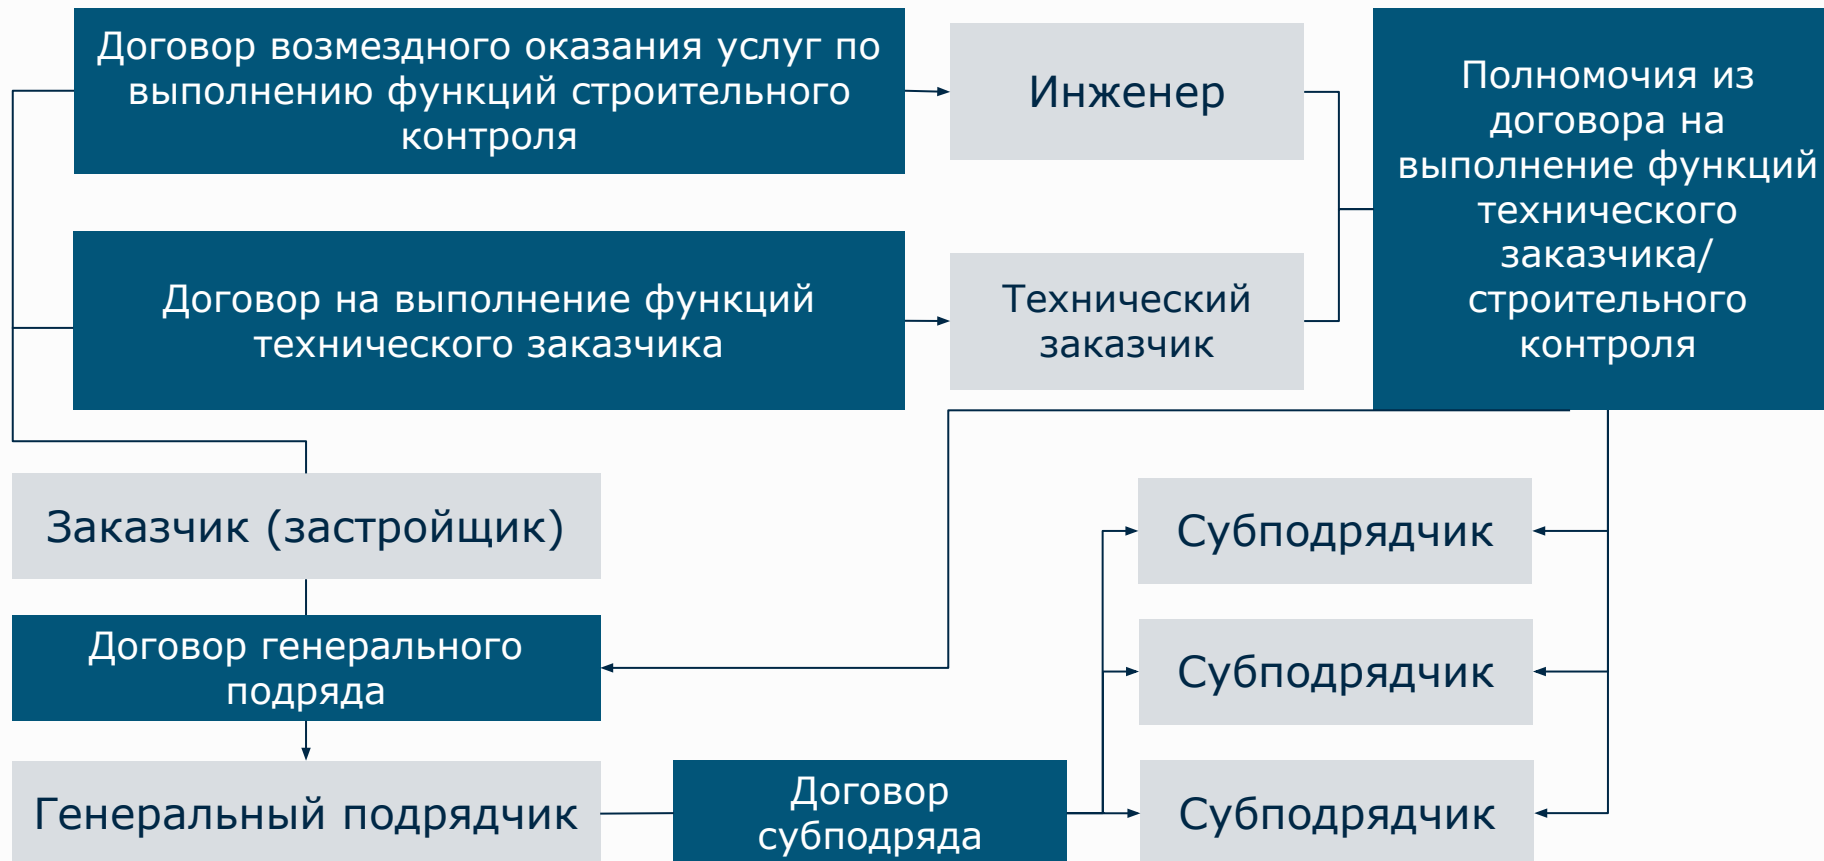 Договор возмездного оказания услуг по
выполнению функций строительного
контроля
Инженер
Полномочия из
договора на
выполнение функций
технического
заказчика/
строительного
контроля
Договор на выполнение функций
технического заказчика
Технический
заказчик
Заказчик (застройщик)
Субподрядчик
Договор генерального
подряда
Субподрядчик
Генеральный подрядчик
Договор
субподряда
Субподрядчик